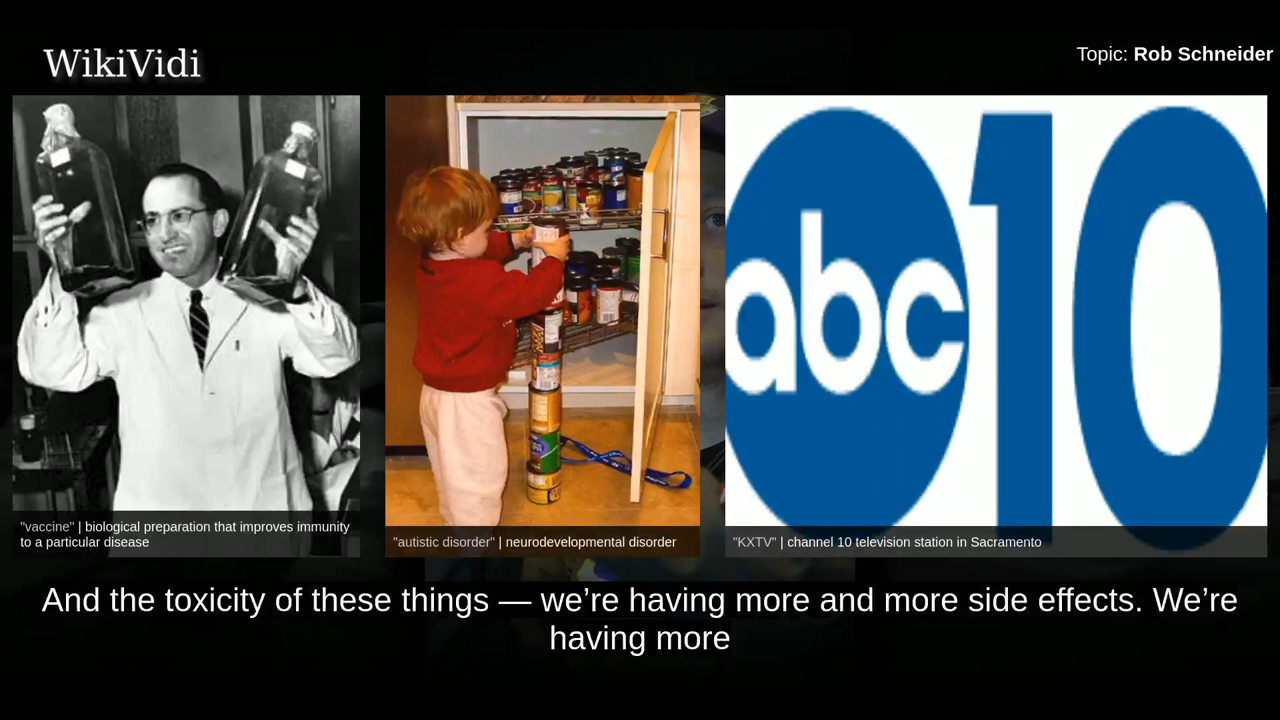 WikiVidi
Topic: Rob Schneider
abc10
"vaccine" | biological preparation that improves immunity
to a particular disease
"autistic disorder" | neurodevelopmental disorder
"KXTV" | channel 10 television station in Sacramento
And the toxicity of these things — we’re having more and more side effects. We’re
having more